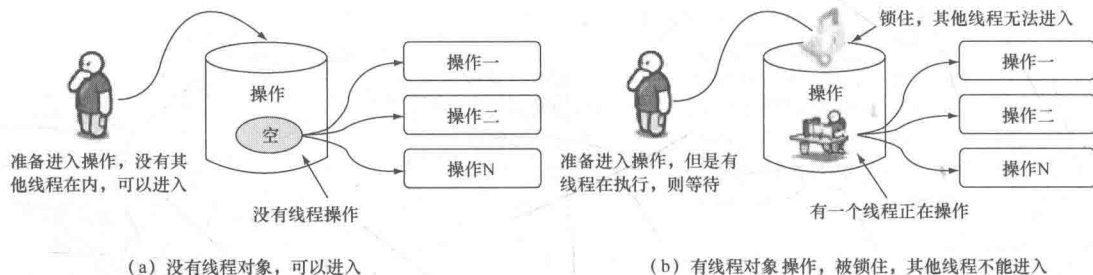 操作
空
操作一
操作二
操作N
准备进入操作，没有其
他线程在内，可以进入
没有线程操作
（a）没有线程对象，可以进入
锁住，其他线程无法进入
操作
操作一
操作二
操作N
准备进入操作，但是有
线程在执行，则等待
有一个线程正在操作
（b）有线程对象操作，被锁住，其他线程不能进入